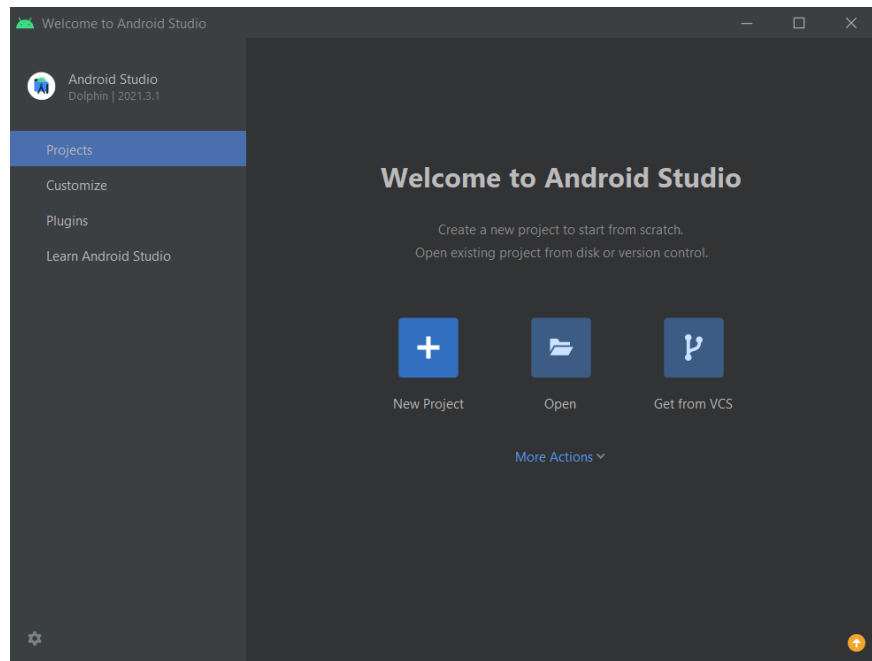 Welcome to Android Studio
Android Studio
Dolphin | 2021.3.1
Projects
Customize
Plugins
Learn Android Studio
Welcome to Android Studio
Create a new project to start from scratch.
Open existing project from disk or version control.
New Project
Open
Get from VCS
More Actions